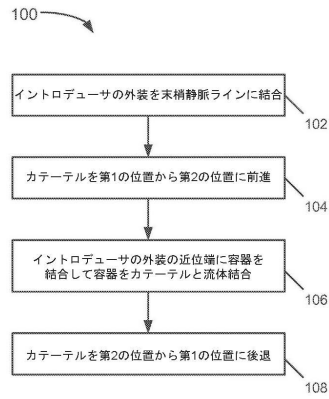 100
イントロデューサの外装を末梢静脈ラインに結合
102
カテーテルを第1の位置から第2の位置に前進
104
イントロデューサの外装の近位端に容器を
結合して容器をカテーテルと流体結合
106
カテーテルを第2の位置から第1の位置に後退
108